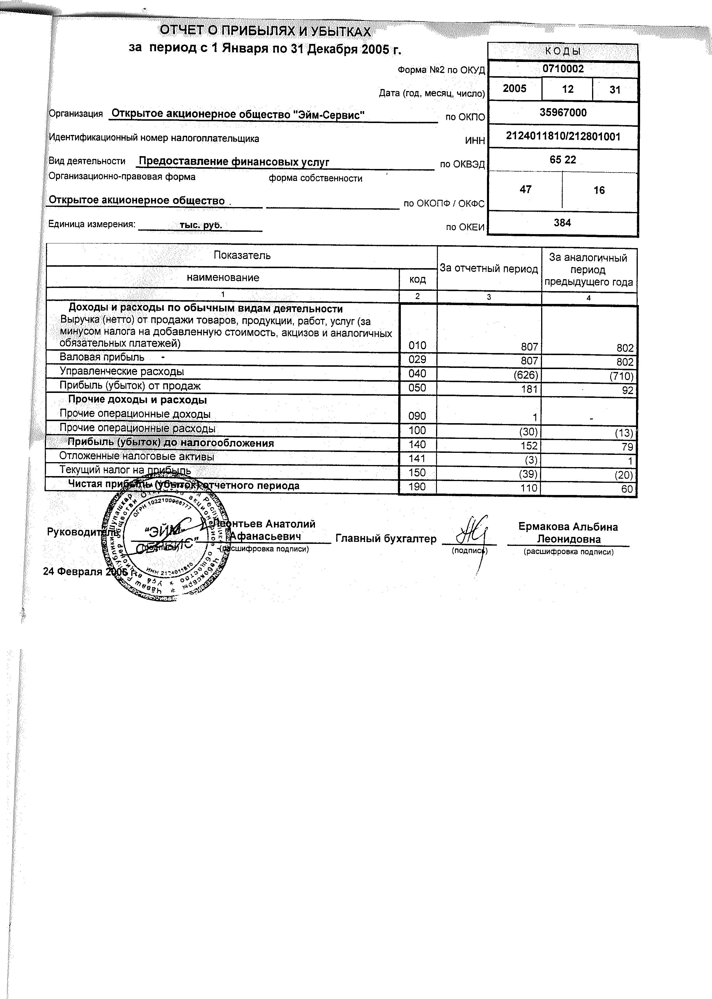 ОТЧЕТ О ПРИБЫЛЯХ И УБЫТКАХ
за период с 1 Января по 31 Декабря 2005 г.
КОДЫ
Форма №2 по ОКУД 0710002
Дата (год, месяц, число) 2005 12 31
Организация Открытое акционерное общество "Эйм-Сервис" по ОКПО 35967000
Идентификационный номер налогоплательщика ИНН 2124011810/212801001
Вид деятельности Предоставление финансовых услуг по ОКВЭД 65 22
Организационно-правовая форма форма собственности
Открытое акционерное общество по ОКОПФ / ОКФС 47 16
Единица измерения: тыс. руб. по ОКЕИ 384
Показатель За отчетный период За аналогичный период предыдущего года
наименование код
1 2 3 4
Доходы и расходы по обычным видам деятельности
Выручка (нетто) от продажи товаров, продукции, работ, услуг (за
минусом налога на добавленную стоимость, акцизов и аналогичных
обязательных платежей) 010 807 802
Валовая прибыль - 029 807 802
Управленческие расходы 040 (626) (710)
Прибыль (убыток) от продаж 050 181 92
Прочие доходы и расходы
Прочие операционные доходы 090 1 -
Прочие операционные расходы 100 (30) (13)
Прибыль (убыток) до налогообложения 140 152 79
Отложенные налоговые активы 141 (3) 1
Текущий налог на прибыль 150 (39) (20)
Чистая прибыль (убыток) отчетного периода 190 110 60
Руководитель
(подпись)
Леонтьев Анатолий
Афанасьевич
(расшифровка подписи)
Главный бухгалтер
(подпись)
Ермакова Альбина
Леонидовна
(расшифровка подписи)
24 Февраля 2006 г.
"ЭЙМ-
СЕРВИС"
ИНН 2124011810